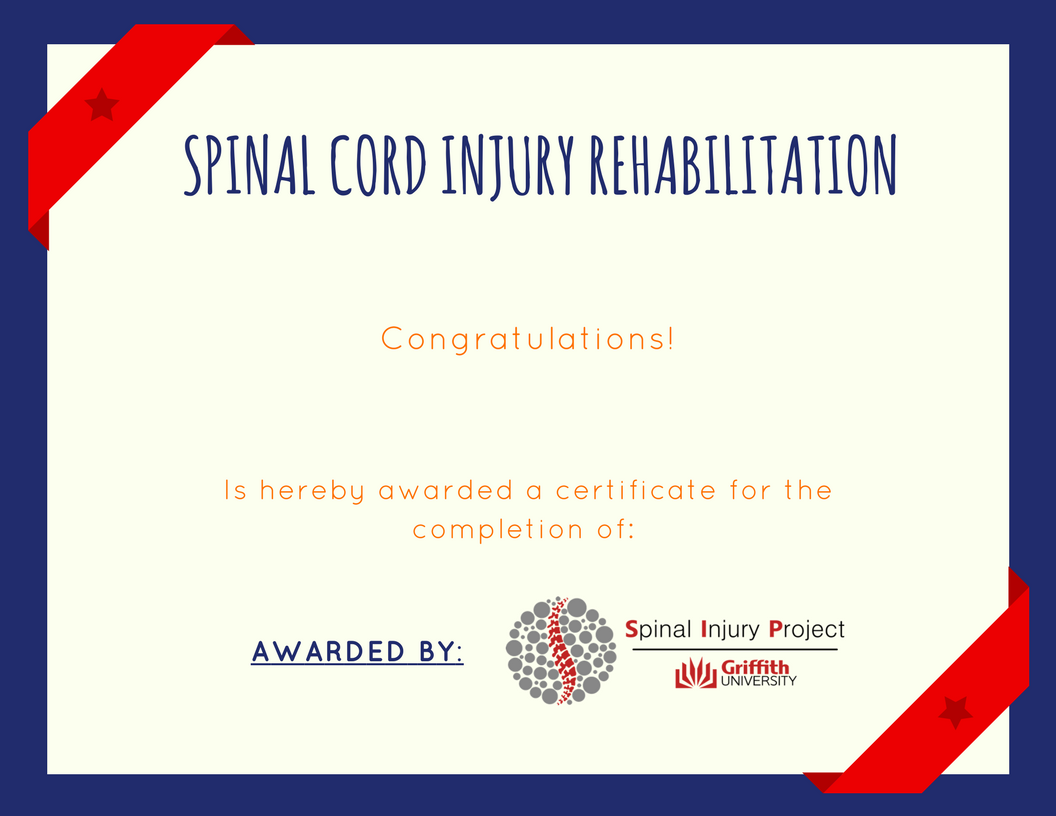 SPINAL CORD INJURY REHABILITATION
Congratulations!
Is hereby awarded a certificate for the
completion of:
AWARDED BY:
Spinal Injury Project
Griffith
UNIVERSITY